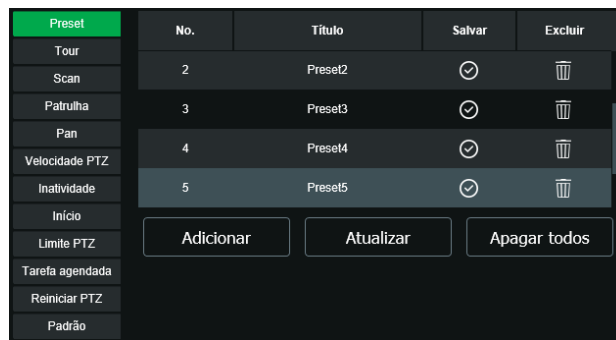 Preset
Tour
Scan
Patrulha
Pan
Velocidade PTZ
Inatividade
Início
Limite PTZ
Tarefa agendada
Reiniciar PTZ
Padrão
No. Título Salvar Excluir
2 Preset2
3 Preset3
4 Preset4
5 Preset5
Adicionar Atualizar Apagar todos